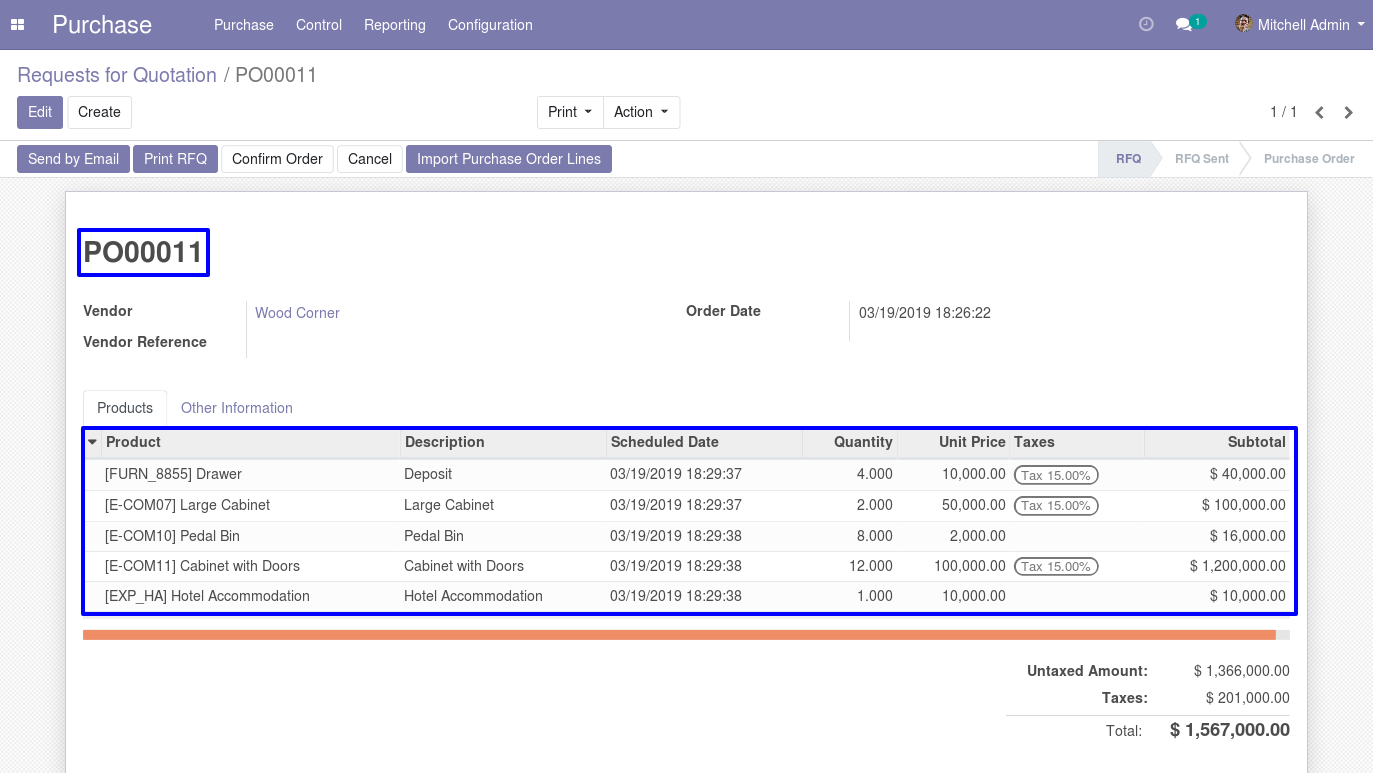 Purchase Purchase Control Reporting Configuration 1 Mitchell Admin
Requests for Quotation / PO00011
Edit Create Print Action 1 / 1
Send by Email Print RFQ Confirm Order Cancel Import Purchase Order Lines RFQ RFQ Sent Purchase Order
PO00011
Vendor Wood Corner Order Date 03/19/2019 18:26:22
Vendor Reference
Products Other Information
Product Description Scheduled Date Quantity Unit Price Taxes Subtotal
[FURN_8855] Drawer Deposit 03/19/2019 18:29:37 4.000 10,000.00 Tax 15.00% $ 40,000.00
[E-COM07] Large Cabinet Large Cabinet 03/19/2019 18:29:37 2.000 50,000.00 Tax 15.00% $ 100,000.00
[E-COM10] Pedal Bin Pedal Bin 03/19/2019 18:29:38 8.000 2,000.00 $ 16,000.00
[E-COM11] Cabinet with Doors Cabinet with Doors 03/19/2019 18:29:38 12.000 100,000.00 Tax 15.00% $ 1,200,000.00
[EXP_HA] Hotel Accommodation Hotel Accommodation 03/19/2019 18:29:38 1.000 10,000.00 $ 10,000.00
Untaxed Amount: $ 1,366,000.00
Taxes: $ 201,000.00
Total: $ 1,567,000.00